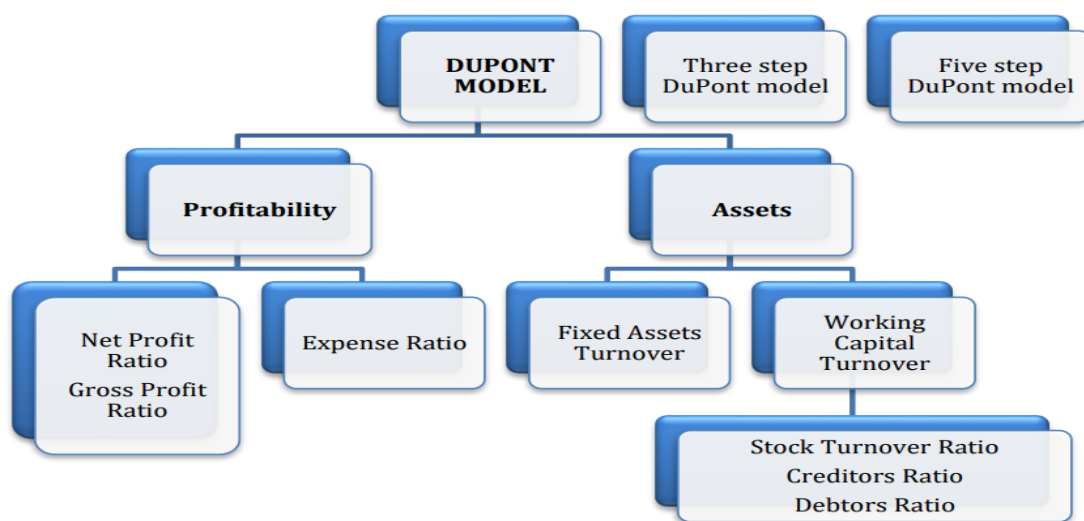 DUPONT
MODEL
Three step
DuPont model
Five step
DuPont model
Profitability
Assets
Net Profit
Ratio
Gross Profit
Ratio
Expense Ratio
Fixed Assets
Turnover
Working
Capital
Turnover
Stock Turnover Ratio
Creditors Ratio
Debtors Ratio